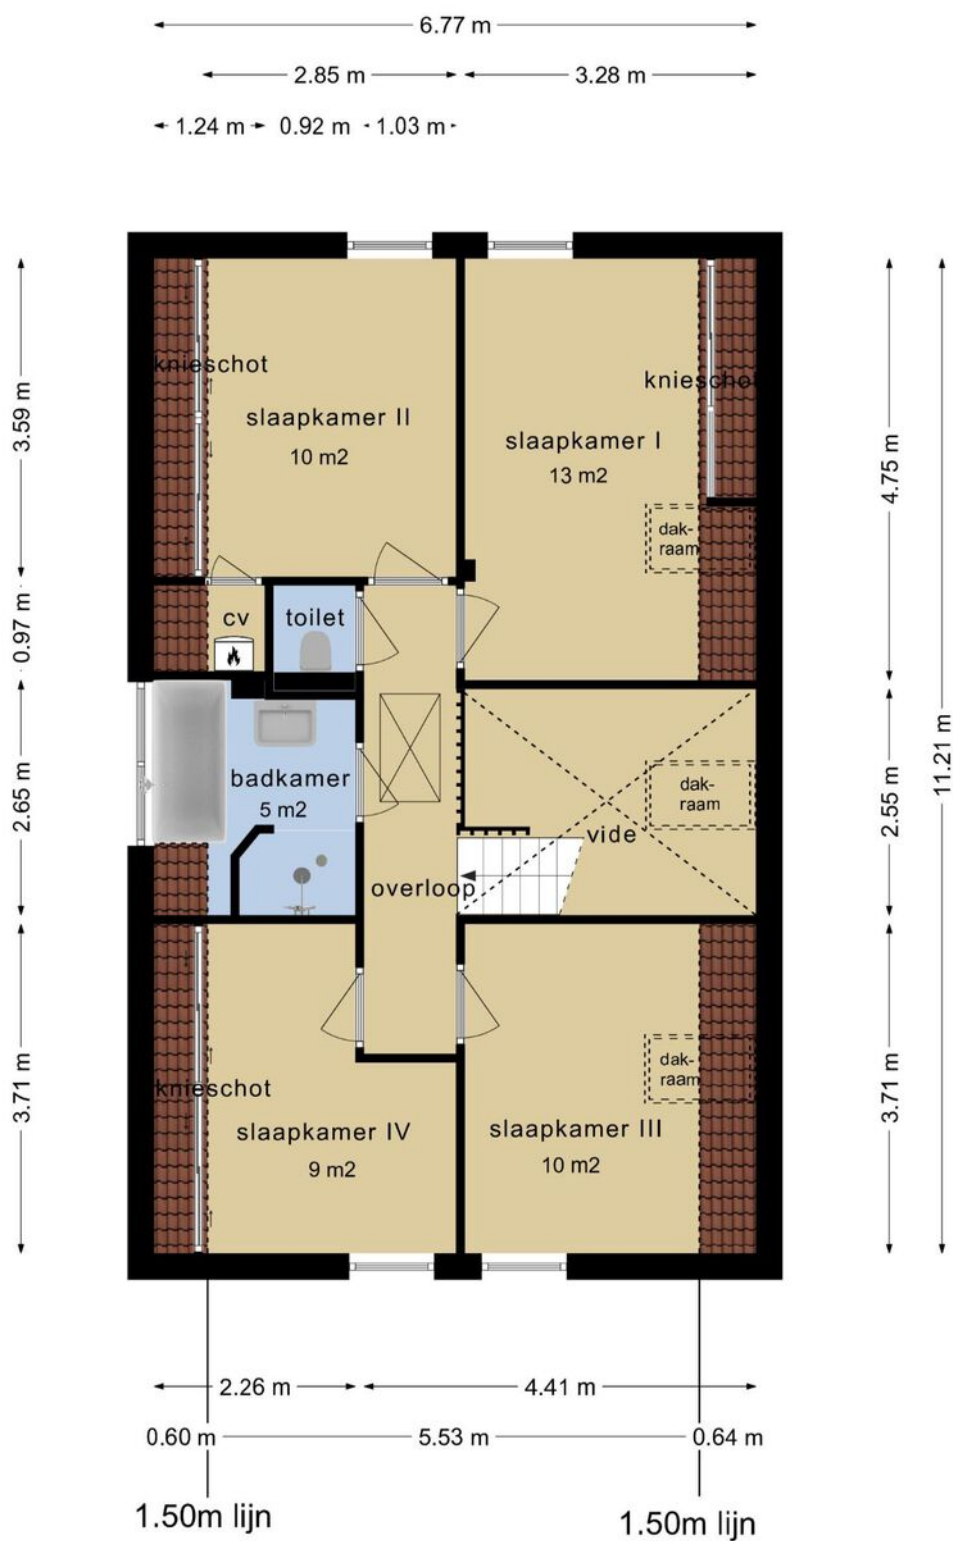 6.77 m
2.85 m
3.28 m
1.24 m
0.92 m
1.03 m
knieschot
slaapkamer II
10 m2
knieschot
slaapkamer I
13 m2
3.59 m
4.75 m
dak-
raam
cv
toilet
0.97 m
11.21 m
badkamer
5 m2
dak-
raam
vide
2.65 m
2.55 m
overloop
knieschot
slaapkamer IV
9 m2
dak-
raam
slaapkamer III
10 m2
3.71 m
3.71 m
2.26 m
4.41 m
0.60 m
5.53 m
0.64 m
1.50m lijn
1.50m lijn